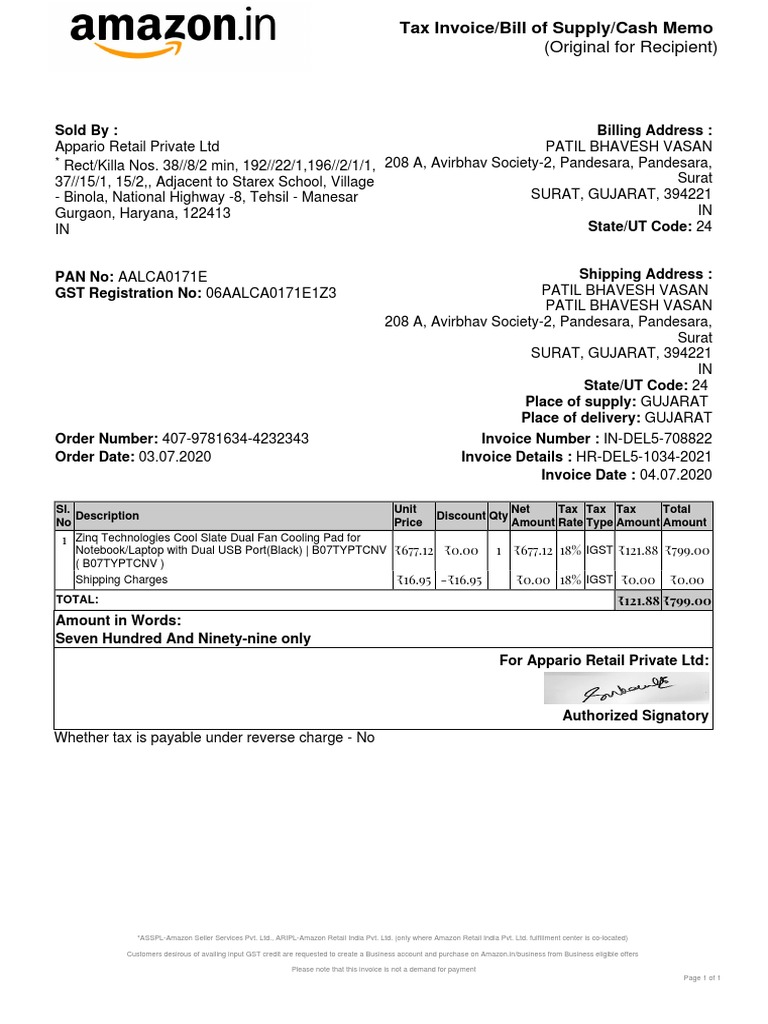 amazon.in
Tax Invoice/Bill of Supply/Cash Memo
(Original for Recipient)
Sold By :
Appario Retail Private Ltd
* Rect/Killa Nos. 38//8/2 min, 192//22/1,196//2/1/1,
37//15/1, 15/2,, Adjacent to Starex School, Village
- Binola, National Highway -8, Tehsil - Manesar
Gurgaon, Haryana, 122413
IN
Billing Address :
PATIL BHAVESH VASAN
208 A, Avirbhav Society-2, Pandesara, Pandesara,
Surat
SURAT, GUJARAT, 394221
IN
State/UT Code: 24
PAN No: AALCA0171E
GST Registration No: 06AALCA0171E1Z3
Shipping Address :
PATIL BHAVESH VASAN
PATIL BHAVESH VASAN
208 A, Avirbhav Society-2, Pandesara, Pandesara,
Surat
SURAT, GUJARAT, 394221
IN
State/UT Code: 24
Place of supply: GUJARAT
Place of delivery: GUJARAT
Order Number: 407-9781634-4232343
Order Date: 03.07.2020
Invoice Number : IN-DEL5-708822
Invoice Details : HR-DEL5-1034-2021
Invoice Date : 04.07.2020
Sl. No Description Unit Price Discount Qty Net Amount Tax Rate Tax Type Tax Amount Total Amount
1 Zinq Technologies Cool Slate Dual Fan Cooling Pad for
Notebook/Laptop with Dual USB Port(Black) | B07TYPTCNV ₹677.12 ₹0.00 1 ₹677.12 18% IGST ₹121.88 ₹799.00
( B07TYPTCNV )
Shipping Charges ₹16.95 -₹16.95 ₹0.00 18% IGST ₹0.00 ₹0.00
TOTAL: ₹121.88 ₹799.00
Amount in Words:
Seven Hundred And Ninety-nine only
For Appario Retail Private Ltd:
Authorized Signatory
Whether tax is payable under reverse charge - No
*ASSPL-Amazon Seller Services Pvt. Ltd., ARIPL-Amazon Retail India Pvt. Ltd. (only where Amazon Retail India Pvt. Ltd. fulfillment center is co-located)
Customers desirous of availing input GST credit are requested to create a Business account and purchase on Amazon.in/business from Business eligible offers
Please note that this invoice is not a demand for payment
Page 1 of 1